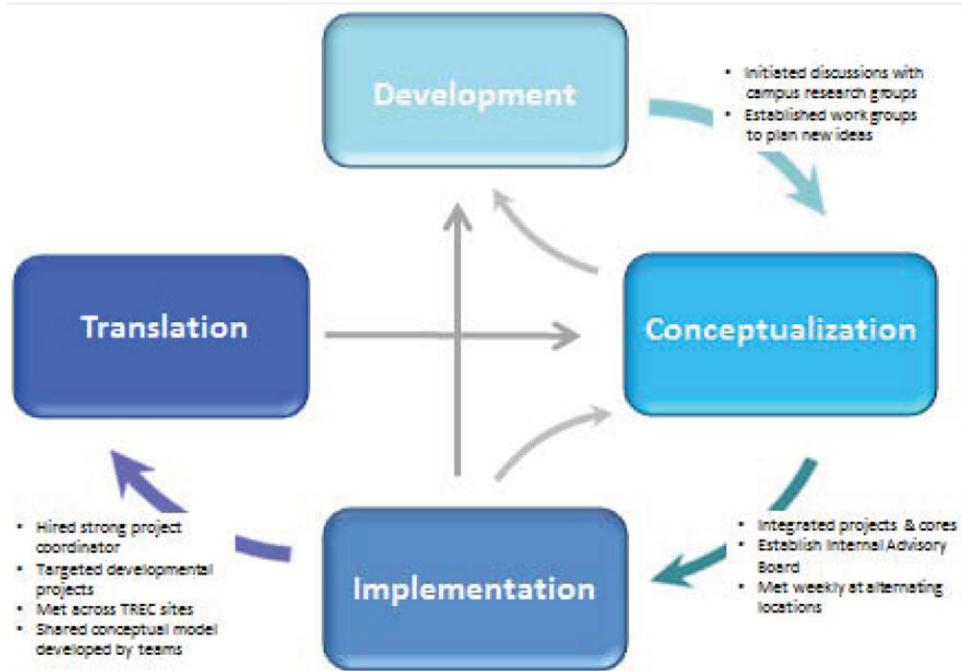 Development
• Initiated discussions with
campus research groups
• Established work groups
to plan new ideas
Translation
Conceptualization
• Hired strong project
coordinator
• Targeted developmental
projects
• Met across TREC sites
• Shared conceptual model
developed by teams
Implementation
• Integrated projects & cores
• Establish Internal Advisory
Board
• Met weekly at alternating
locations